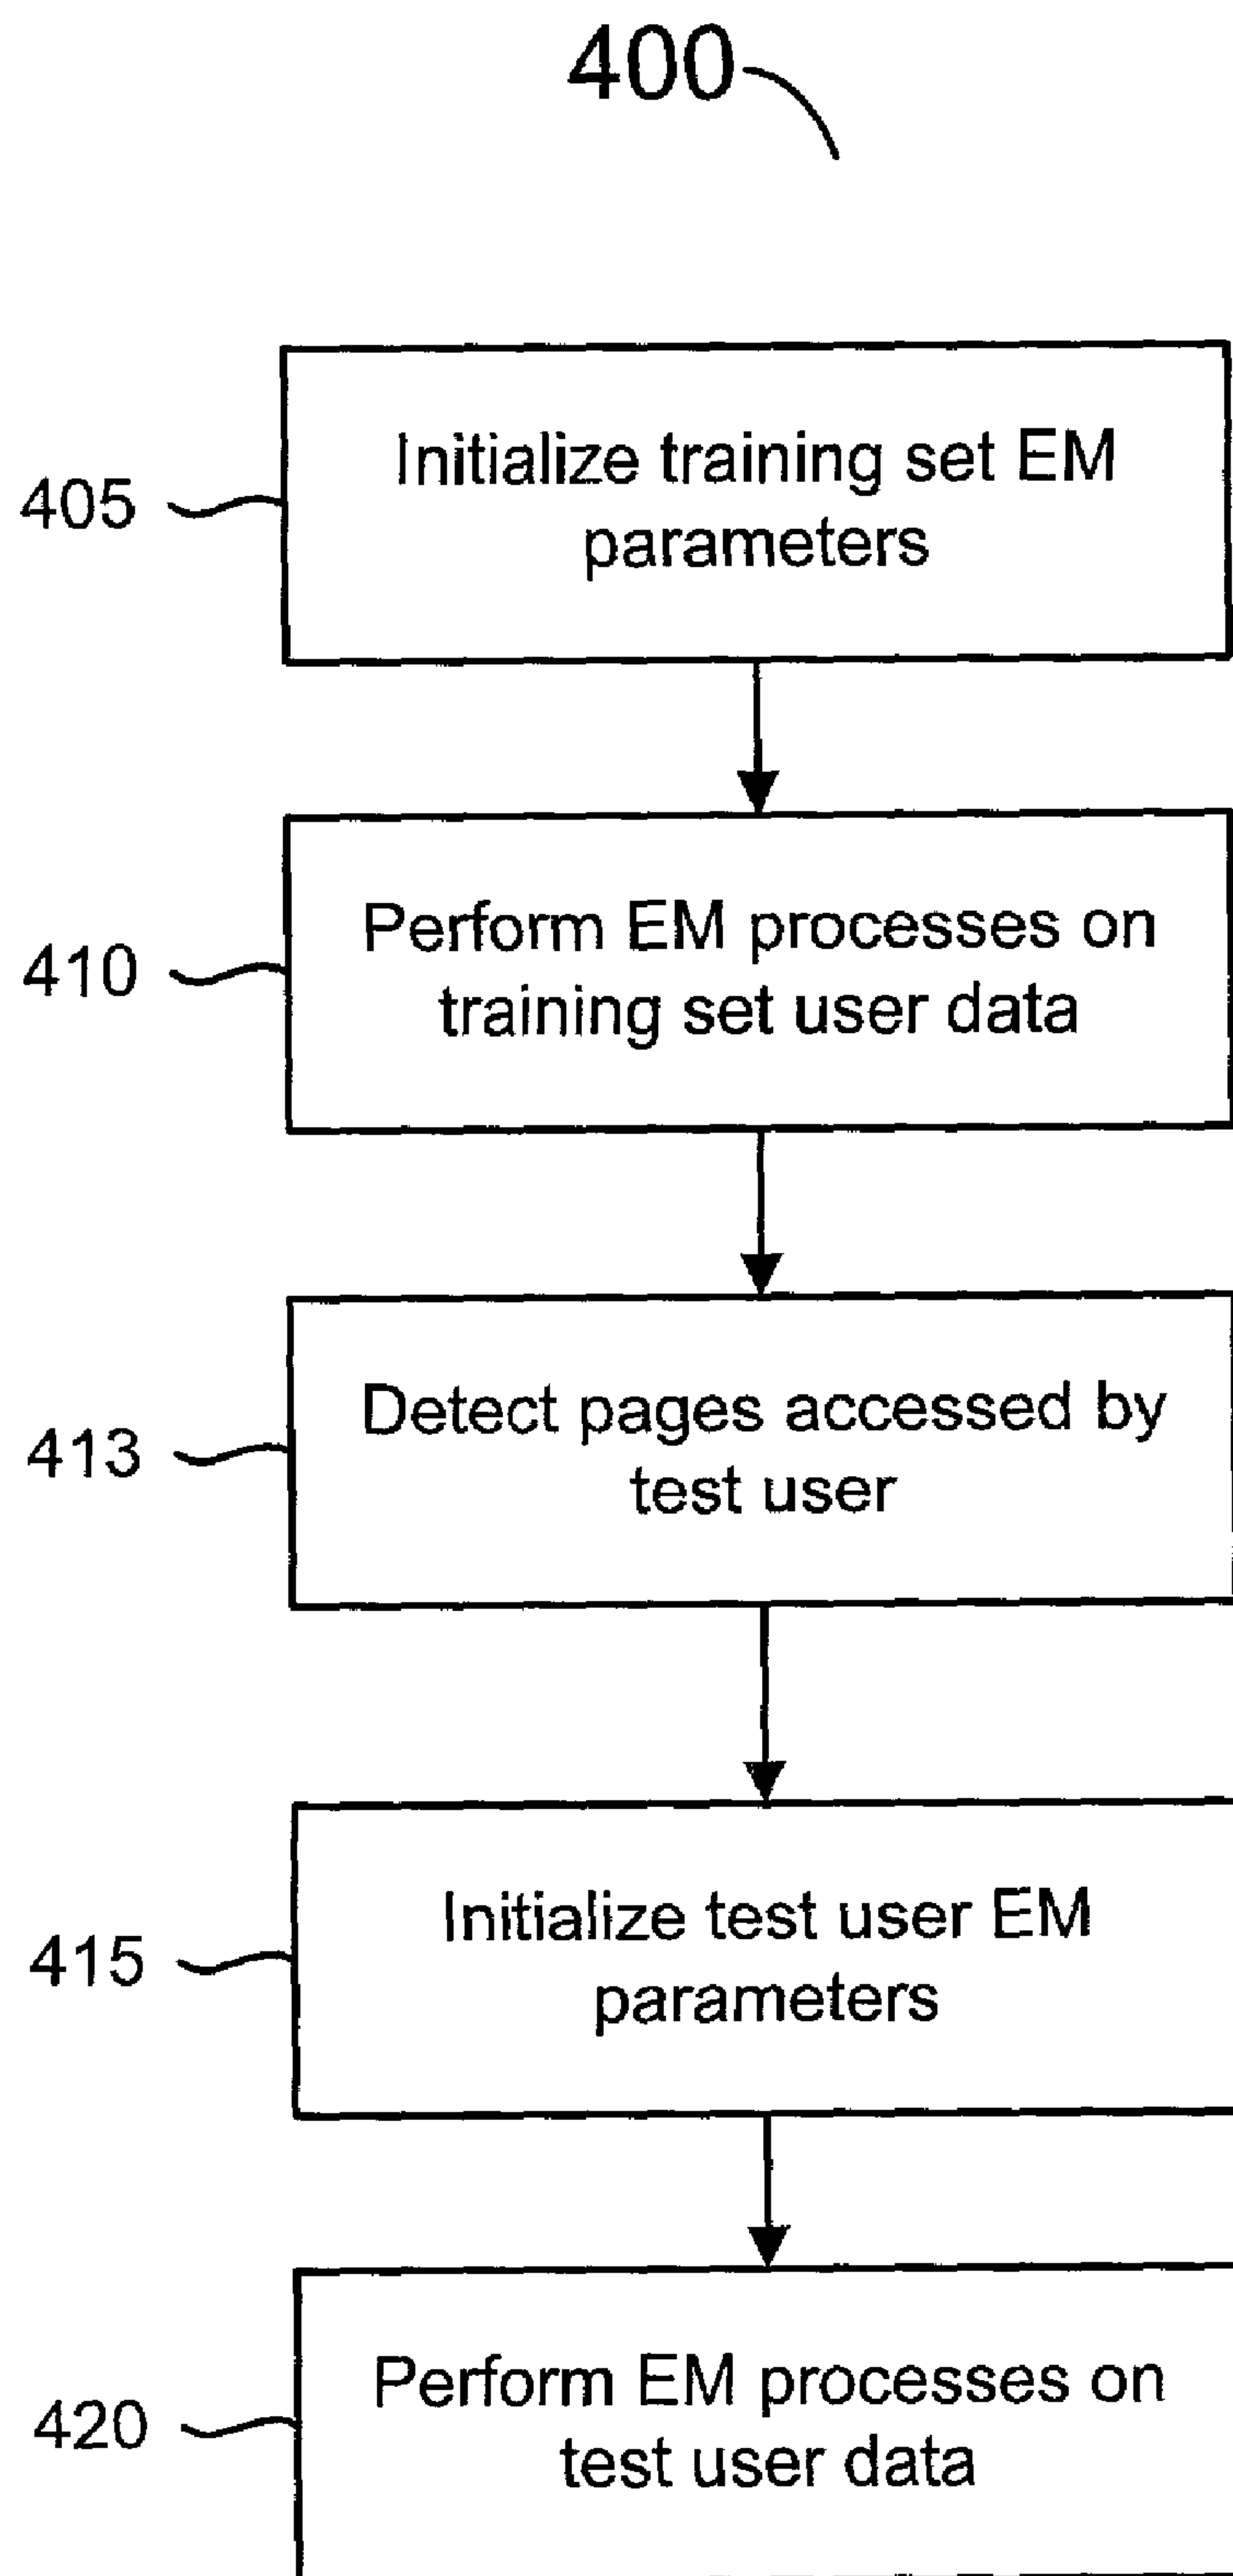 400
405
Initialize training set EM
parameters
410
Perform EM processes on
training set user data
413
Detect pages accessed by
test user
415
Initialize test user EM
parameters
420
Perform EM processes on
test user data